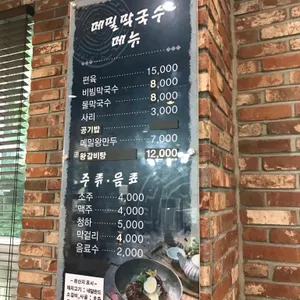 메밀막국수
메뉴
편육 15,000
비빔막국수 8,000
물막국수 8,000
사리 3,000
공기밥
메밀왕만두 7,000
왕갈비탕 12,000
주류·음료
소주 4,000
맥주 4,000
청하 5,000
막걸리 4,000
음료수 2,000